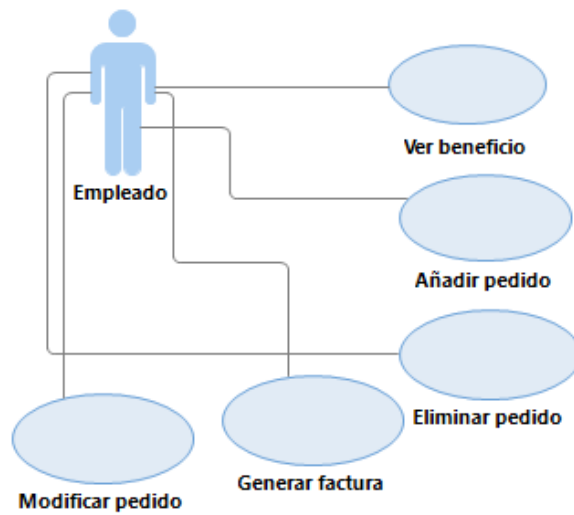 Ver beneficio
Empleado
Añadir pedido
Eliminar pedido
Generar factura
Modificar pedido